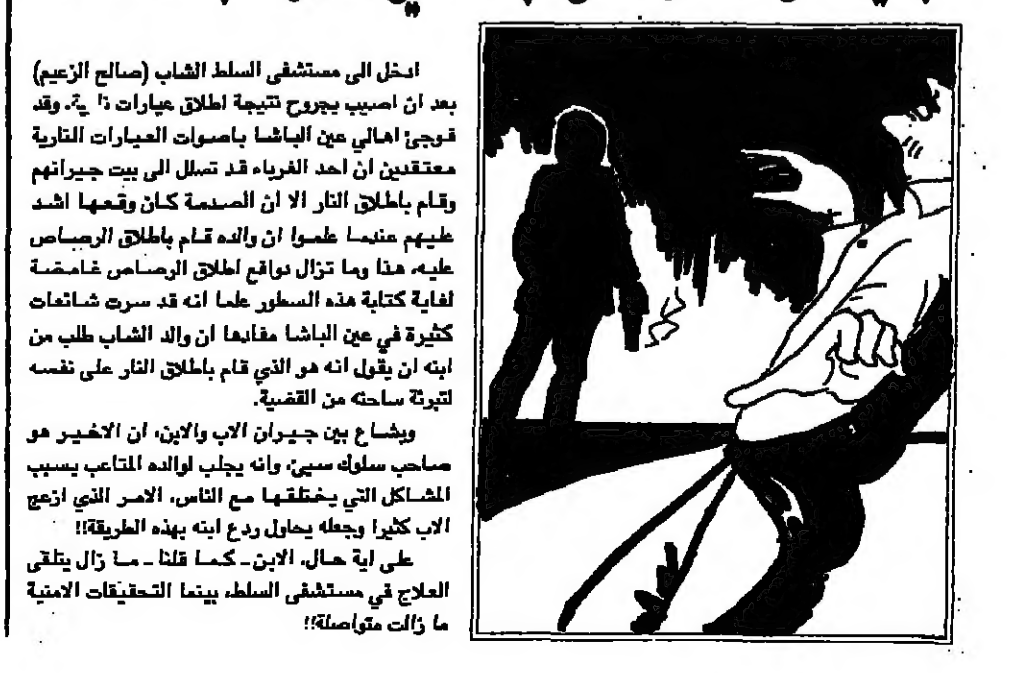 ادخل الى مستشفى السلط الشاب (صالح الزعيم)
بعد ان اصيب بجروح نتيجة اطلاق عيارات وقد
فوجئ اهالي عين الباشا باصوات العيارات النارية
معتقدين ان احد الغرباء قد تسلل الى بيت جيرانهم
وقام باطلاق النار الا ان الصدمة كان وقعها اشد
عليهم عندما علموا ان والده قام باطلاق الرصاص
عليه، هذا وما تزال دوافع اطلاق الرصاص غامضة
لغاية كتابة هذه السطور علما انه قد سرت شائعات
كثيرة في عين الباشا مفادها ان والد الشاب طلب من
ابنه ان يقول انه هو الذي قام باطلاق النار على نفسه
لتبرئة ساحته من القضية.
ويشاع بين جيران الاب والابن، ان الاخير هو
صاحب سلوك سيئ، وانه يجلب لوالده المتاعب بسبب
المشاكل التي يختلقها مع الناس، الامر الذي ازعج
الاب كثيرا وجعله يحاول ردع ابنه بهذه الطريقة!!
على اية حال، الابن ـ كما قلنا ـ ما زال يتلقى
العلاج في مستشفى السلط، بينما التحقيقات الامنية
ما زالت متواصلة!!